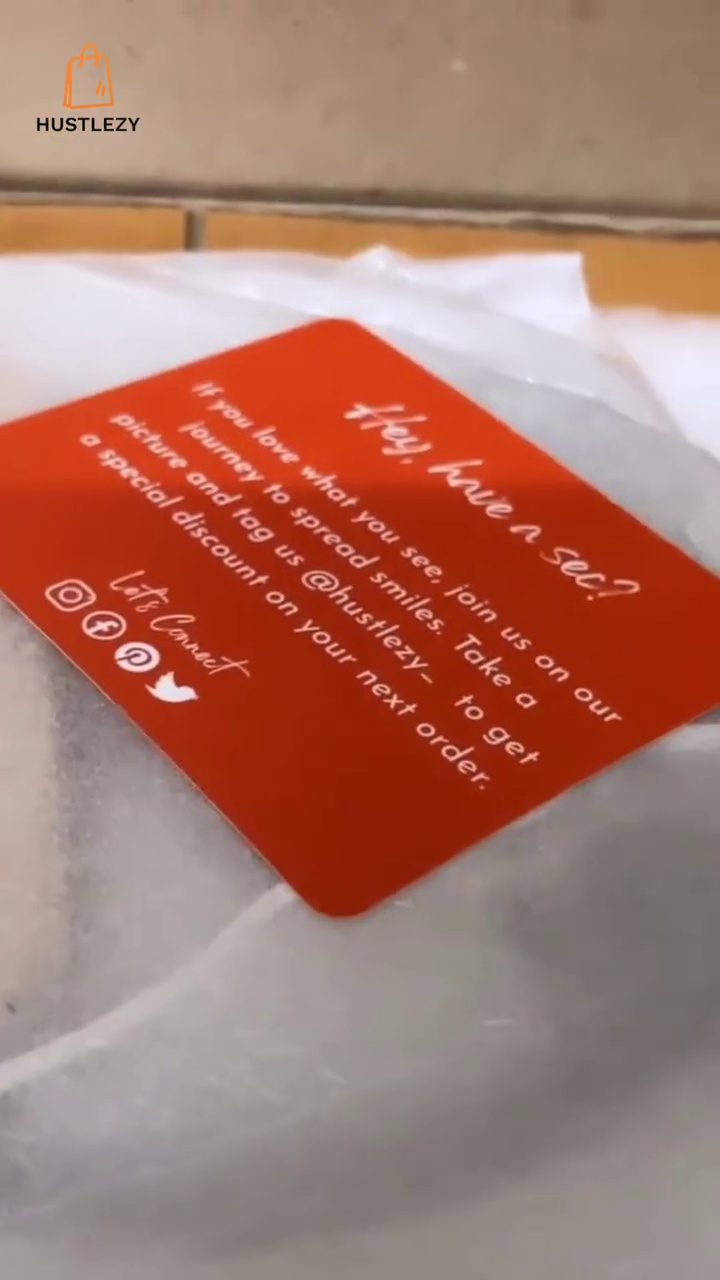 HUSTLEZY
Hey, have a sec?
If you love what you see, join us on our
journey to spread smiles. Take a
picture and tag us @hustlezy_ to get
a special discount on your next order.
Let's Connect